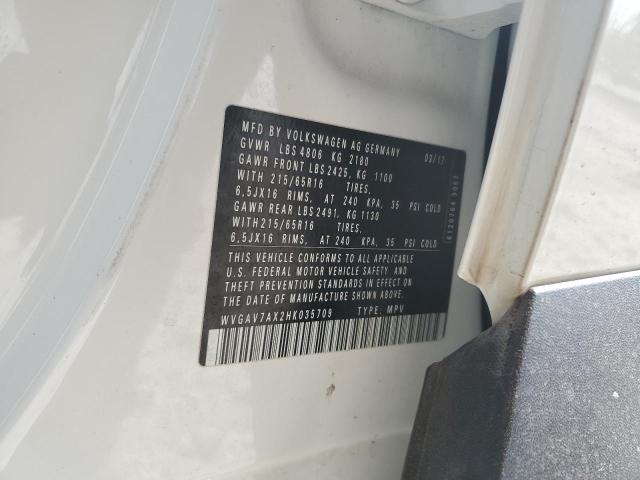 MFD BY VOLKSWAGEN AG GERMANY 03/17
GVWR LBS 4806 KG 2180
GAWR FRONT LBS 2425, KG 1100
WITH 215/65R16 TIRES.
6,5JX16 RIMS, AT 240 KPA, 35 PSI COLD
GAWR REAR LBS2491, KG 1130
WITH215/65R16 TIRES.
6,5JX16 RIMS, AT 240 KPA, 35 PSI COLD
THIS VEHICLE CONFORMS TO ALL APPLICABLE
U.S. FEDERAL MOTOR VEHICLE SAFETY AND
THEFT PREVENTION STANDARDS IN EFFECT ON
THE DATE OF MANUFACTURE SHOWN ABOVE.
WVGAV7AX2HK035709 TYPE: MPV